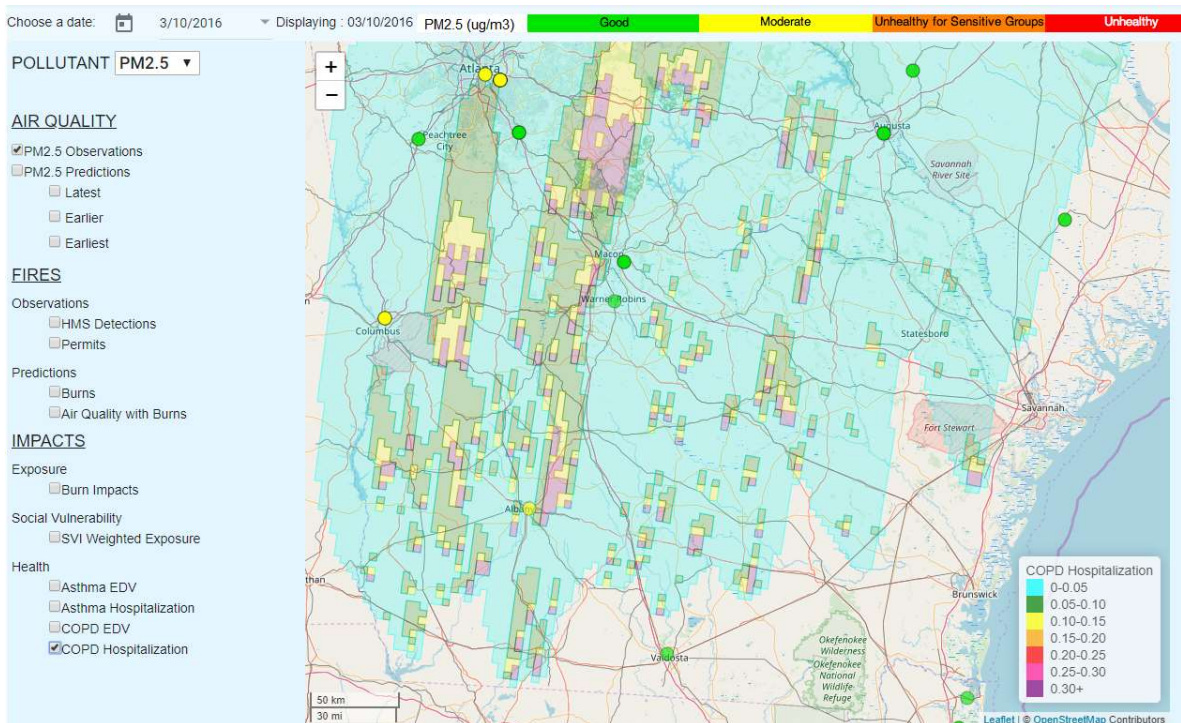 Choose a date:
3/10/2016
Displaying : 03/10/2016
PM2.5 (ug/m3)
Good
Moderate
Unhealthy for Sensitive Groups
Unhealthy
POLLUTANT PM2.5
AIR QUALITY
PM2.5 Observations
PM2.5 Predictions
Latest
Earlier
Earliest
FIRES
Observations
HMS Detections
Permits
Predictions
Burns
Air Quality with Burns
IMPACTS
Exposure
Burn Impacts
Social Vulnerability
SVI Weighted Exposure
Health
Asthma EDV
Asthma Hospitalization
COPD EDV
COPD Hospitalization
+
−
Atlanta
Peachtree
City
Augusta
Savannah
River Site
Macon
Warner Robins
Columbus
Statesboro
Savannah
Fort Stewart
Albany
Brunswick
Valdosta
Okefenokee
Wilderness
Okefenokee
National
Wildlife
Refuge
COPD Hospitalization
0-0.05
0.05-0.10
0.10-0.15
0.15-0.20
0.20-0.25
0.25-0.30
0.30+
50 km
30 mi
Leaflet | © OpenStreetMap Contributors